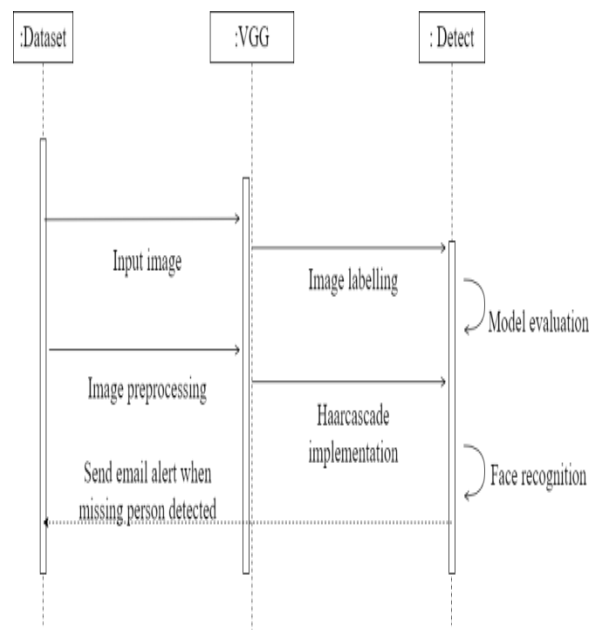 :Dataset
:VGG
: Detect
Input image
Image labelling
Model evaluation
Image preprocessing
Haarcascade
implementation
Send email alert when
missing person detected
Face recognition